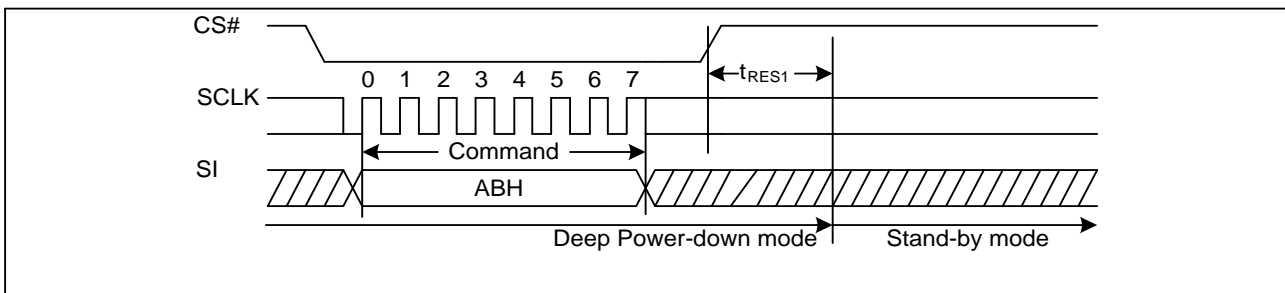 CS#
tRES1
0 1 2 3 4 5 6 7
SCLK
Command
SI
ABH
Deep Power-down mode Stand-by mode